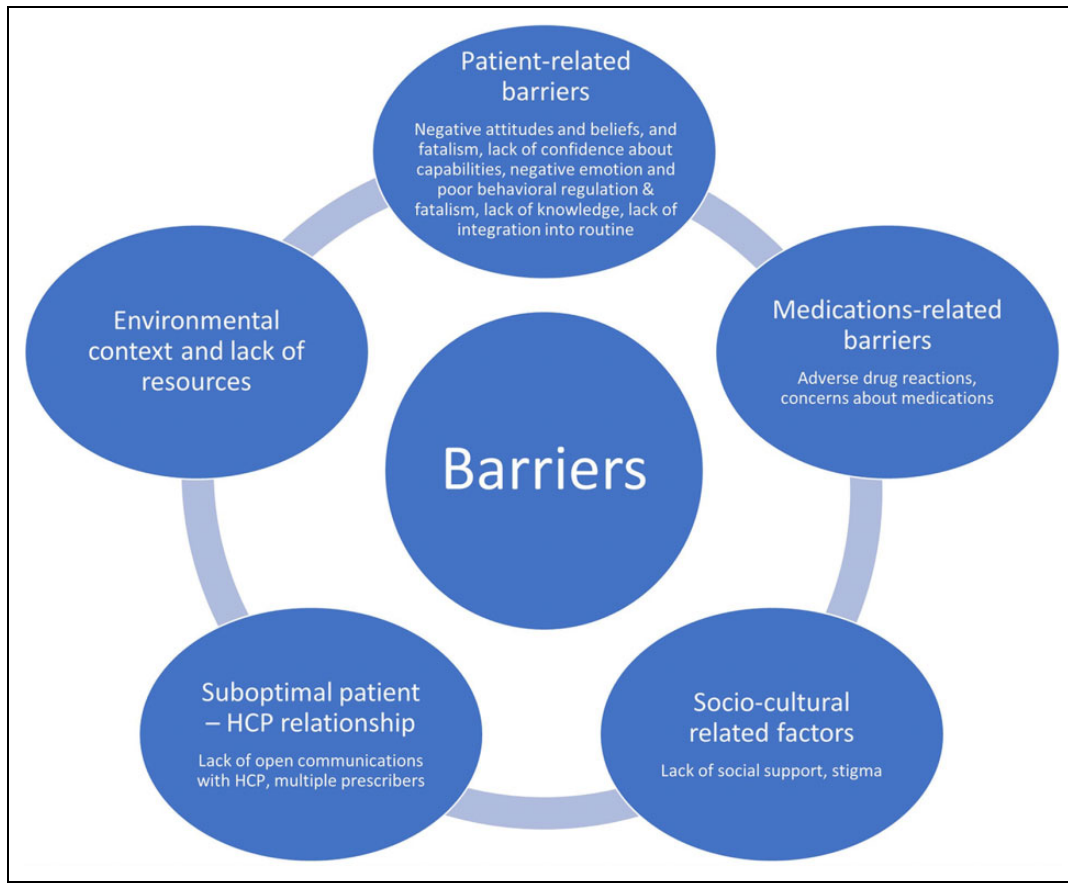 Patient-related
barriers
Negative attitudes and beliefs, and
fatalism, lack of confidence about
capabilities, negative emotion and
poor behavioral regulation &
fatalism, lack of knowledge, lack of
integration into routine
Medications-related
barriers
Adverse drug reactions,
concerns about medications
Socio-cultural
related factors
Lack of social support, stigma
Suboptimal patient
– HCP relationship
Lack of open communications
with HCP, multiple prescribers
Environmental
context and lack of
resources
Barriers